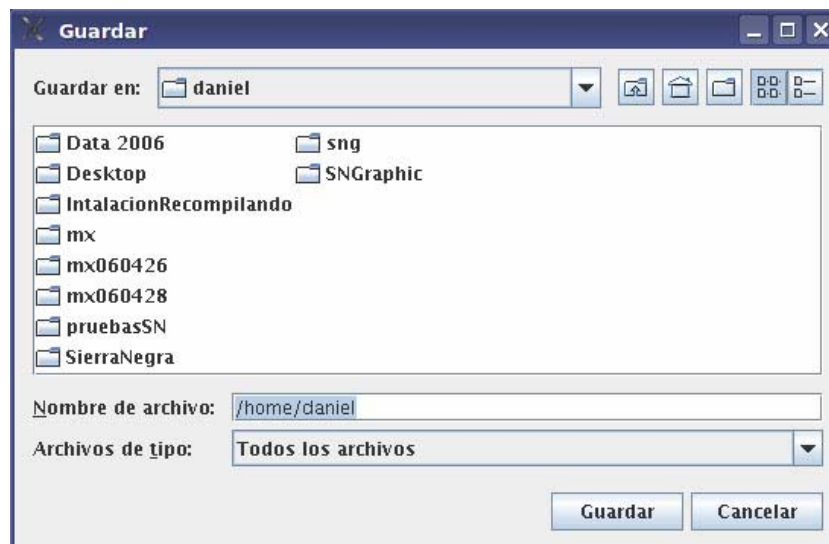 Guardar
Guardar en: daniel
Data 2006
Desktop
IntalacionRecompilando
mx
mx060426
mx060428
pruebasSN
SierraNegra
sng
SNGraphic
Nombre de archivo: /home/daniel
Archivos de tipo: Todos los archivos
Guardar Cancelar